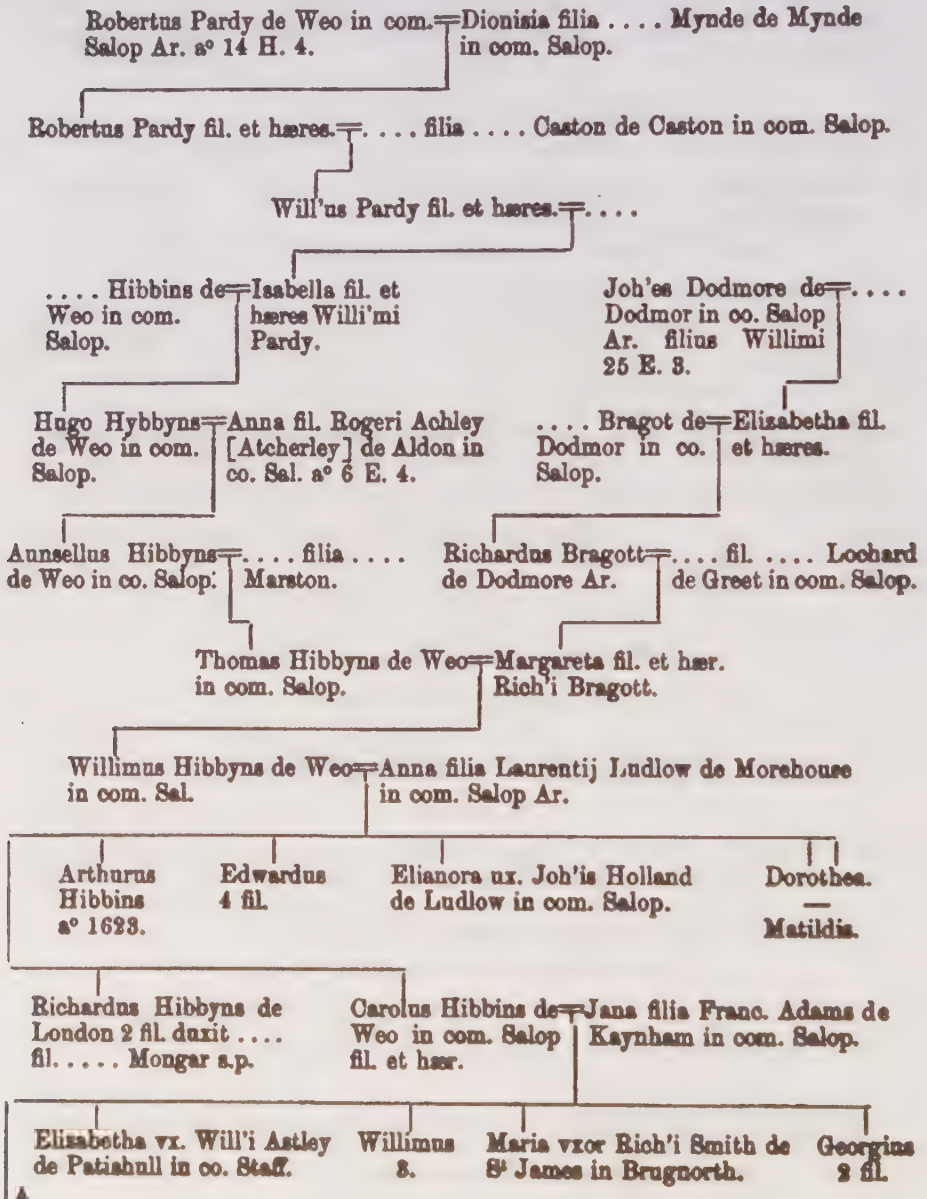 Robertus Pardy de Weo in com.
Salop Ar. aº 14 H. 4.
Dionisia filia . . . . Mynde de Mynde
in com. Salop.
Robertus Pardy fil. et hæres.
. . . . filia . . . . Caston de Caston in com. Salop.
Will'us Pardy fil. et hæres.
. . . .
. . . . Hibbins de
Weo in com.
Salop.
Isabella fil. et
hæres Willi'mi
Pardy.
Joh'es Dodmore de
Dodmor in co. Salop
Ar. filius Willimi
25 E. 3.
. . . .
Hugo Hybbyns
de Weo in com.
Salop.
Anna fil. Rogeri Achley
[Atcherley] de Aldon in
co. Sal. aº 6 E. 4.
. . . . Bragot de
Dodmor in co.
Salop.
Elizabetha fil.
et hæres.
Aunsellus Hibbyns
de Weo in co. Salop.
. . . . filia . . . .
Marston.
Richardus Bragott
de Dodmore Ar.
. . . . fil. . . . . Lochard
de Greet in com. Salop.
Thomas Hibbyns de Weo
in com. Salop.
Margareta fil. et hær.
Rich'i Bragott.
Willimus Hibbyns de Weo
in com. Sal.
Anna filia Laurentij Ludlow de Morehouse
in com. Salop Ar.
Arthurus
Hibbins
aº 1623.
Edwardus
4 fil.
Elianora ux. Joh'is Holland
de Ludlow in com. Salop.
Dorothea.
—
Matildis.
Richardus Hibbyns de
London 2 fil. duxit . . . .
fil. . . . . Mongar s.p.
Carolus Hibbins de
Weo in com. Salop
fil. et hær.
Jana filia Franc. Adams de
Kaynham in com. Salop.
Elizabetha vx. Will'i Astley
de Patishull in co. Staff.
Willimus
3.
Maria vxor Rich'i Smith de
St James in Brugnorth.
Georgius
2 fil.
A